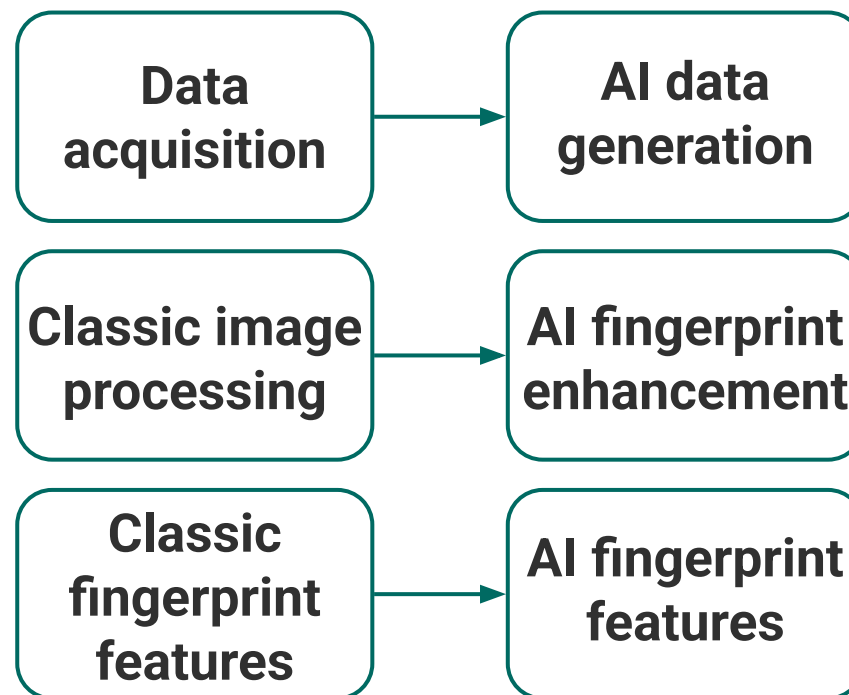 Data
acquisition
AI data
generation
Classic image
processing
AI fingerprint
enhancement
Classic
fingerprint
features
AI fingerprint
features